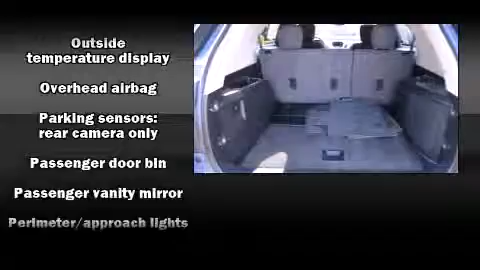 Outside
temperature display
Overhead airbag
Parking sensors:
rear camera only
Passenger door bin
Passenger vanity mirror
Perimeter/approach lights